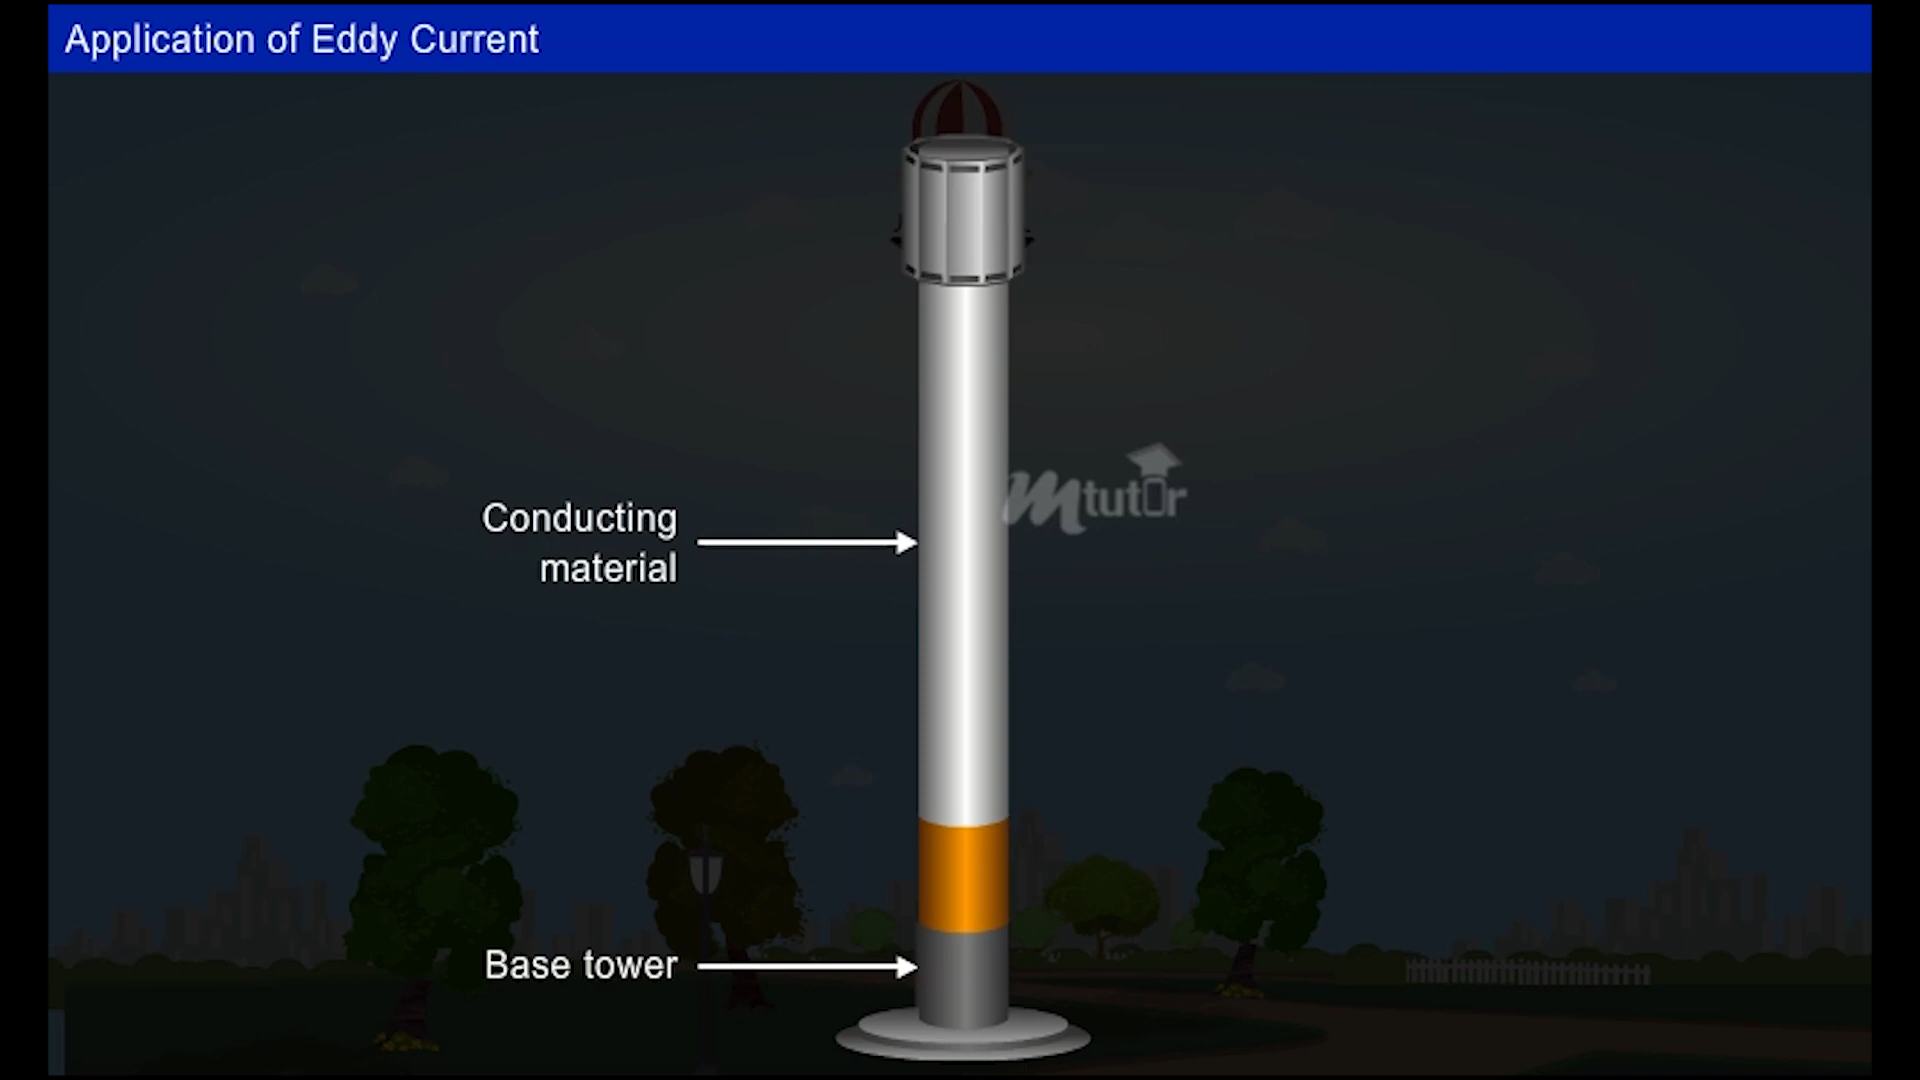 Application of Eddy Current
Conducting
material
Mtutor
Base tower